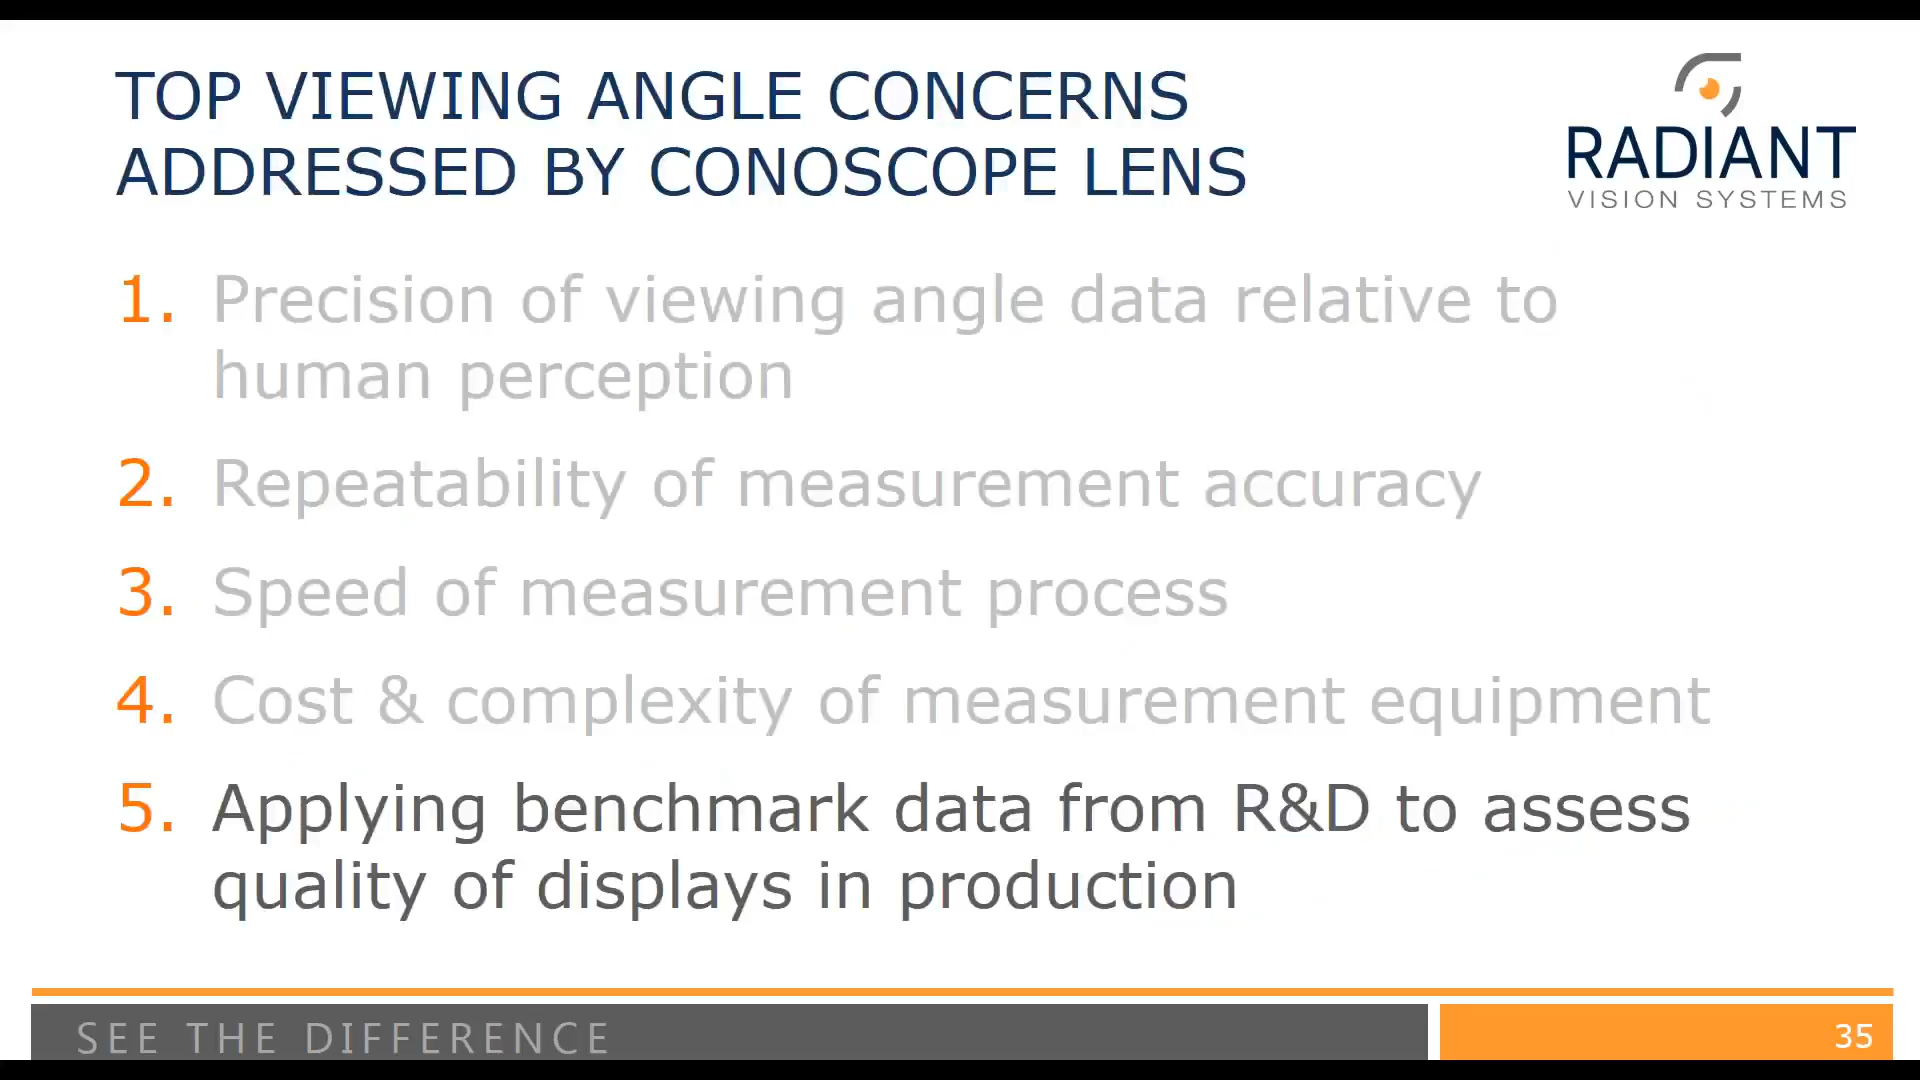 TOP VIEWING ANGLE CONCERNS
ADDRESSED BY CONOSCOPE LENS
RADIANT
VISION SYSTEMS
1. Precision of viewing angle data relative to
human perception
2. Repeatability of measurement accuracy
3. Speed of measurement process
4. Cost & complexity of measurement equipment
5. Applying benchmark data from R&D to assess
quality of displays in production
SEE THE DIFFERENCE
35